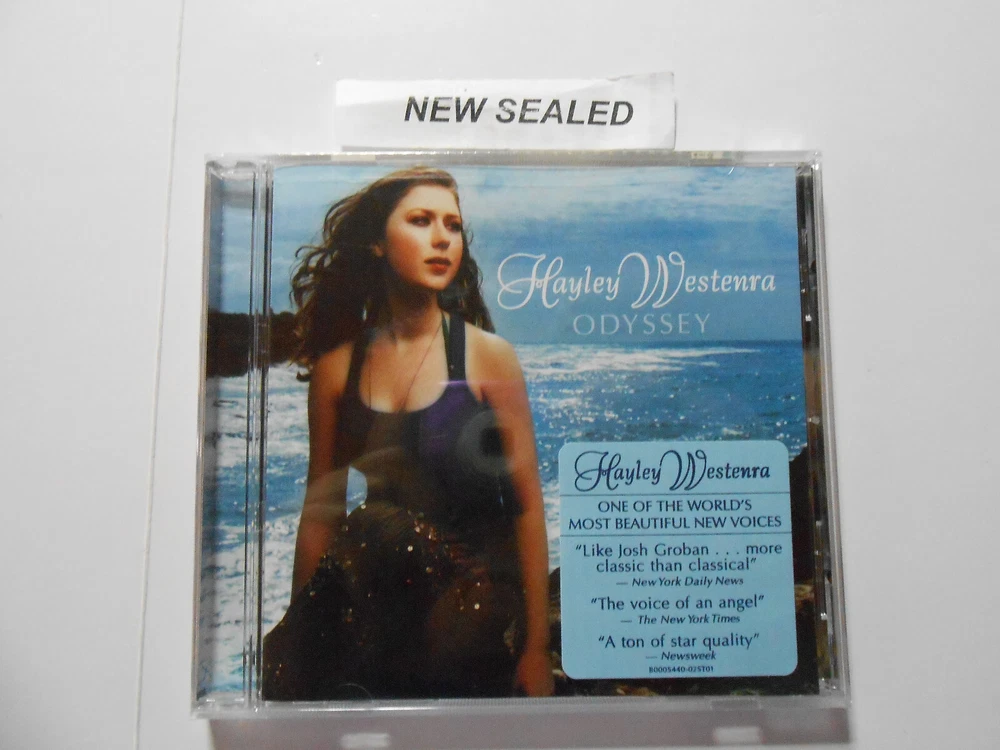 NEW SEALED
Hayley Westenra
ODYSSEY
Hayley Westenra
ONE OF THE WORLD'S
MOST BEAUTIFUL NEW VOICES
"Like Josh Groban . . . more
classic than classical"
— New York Daily News
"The voice of an angel"
— The New York Times
"A ton of star quality"
— Newsweek
B0005440-02ST01